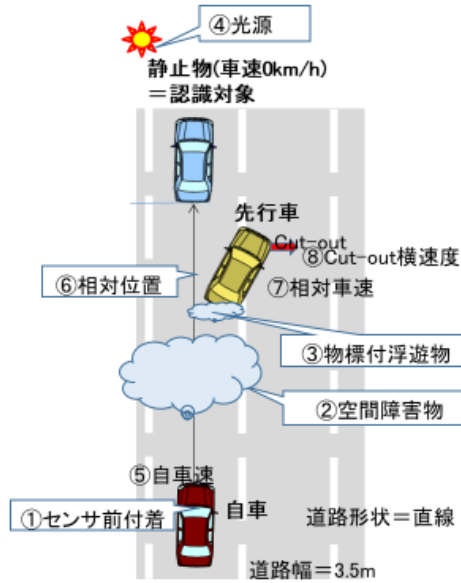 ④光源
静止物(車速0km/h)
＝認識対象
先行車
Cut-out
⑧Cut-out横速度
⑥相対位置
⑦相対車速
③物標付浮遊物
②空間障害物
⑤自車速
①センサ前付着
自車
道路形状＝直線
道路幅＝3.5m